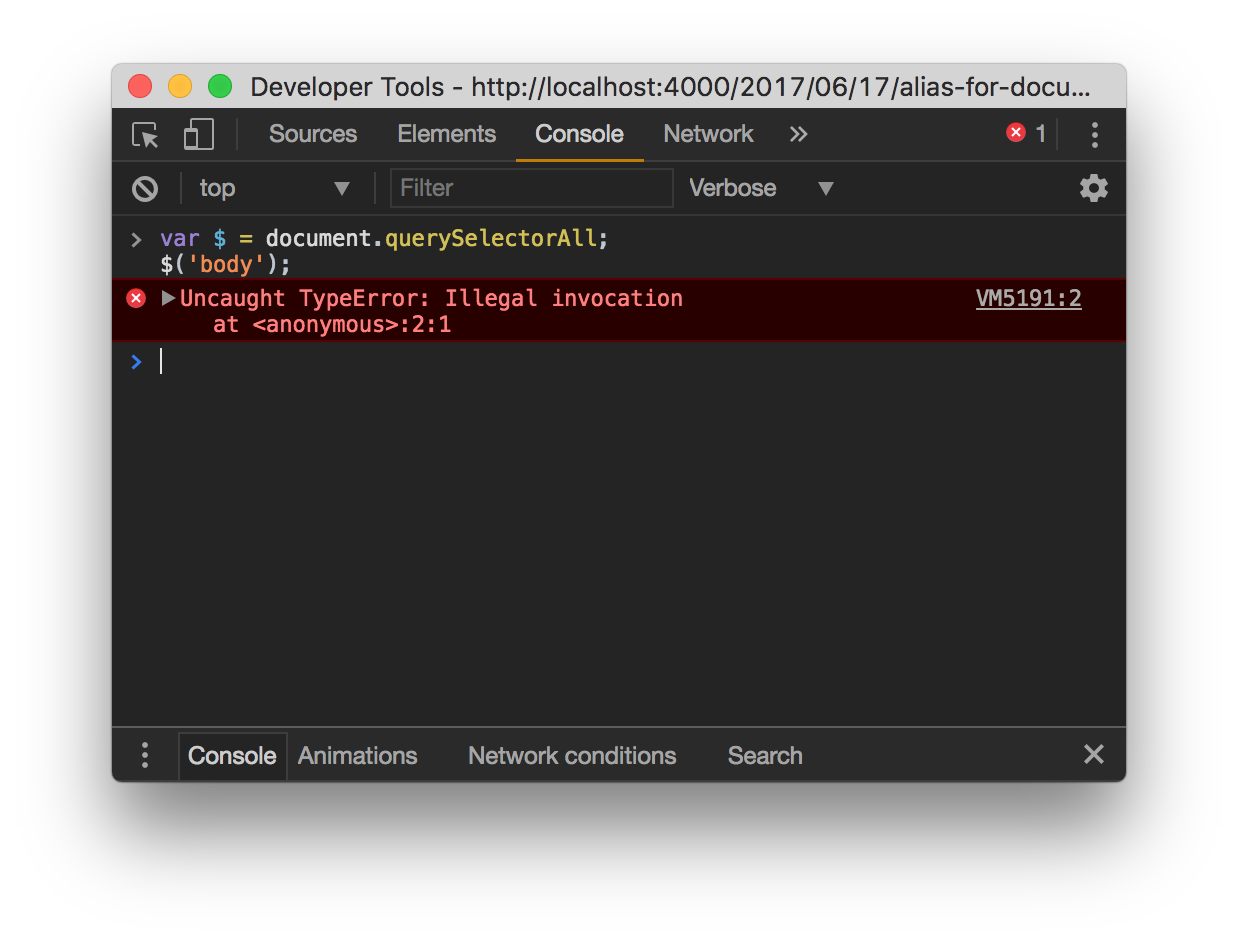 Developer Tools - http://localhost:4000/2017/06/17/alias-for-docu...
Sources Elements Console Network » 1
top Filter Verbose
> var $ = document.querySelectorAll;
$('body');
Uncaught TypeError: Illegal invocation VM5191:2
at <anonymous>:2:1
>
Console Animations Network conditions Search